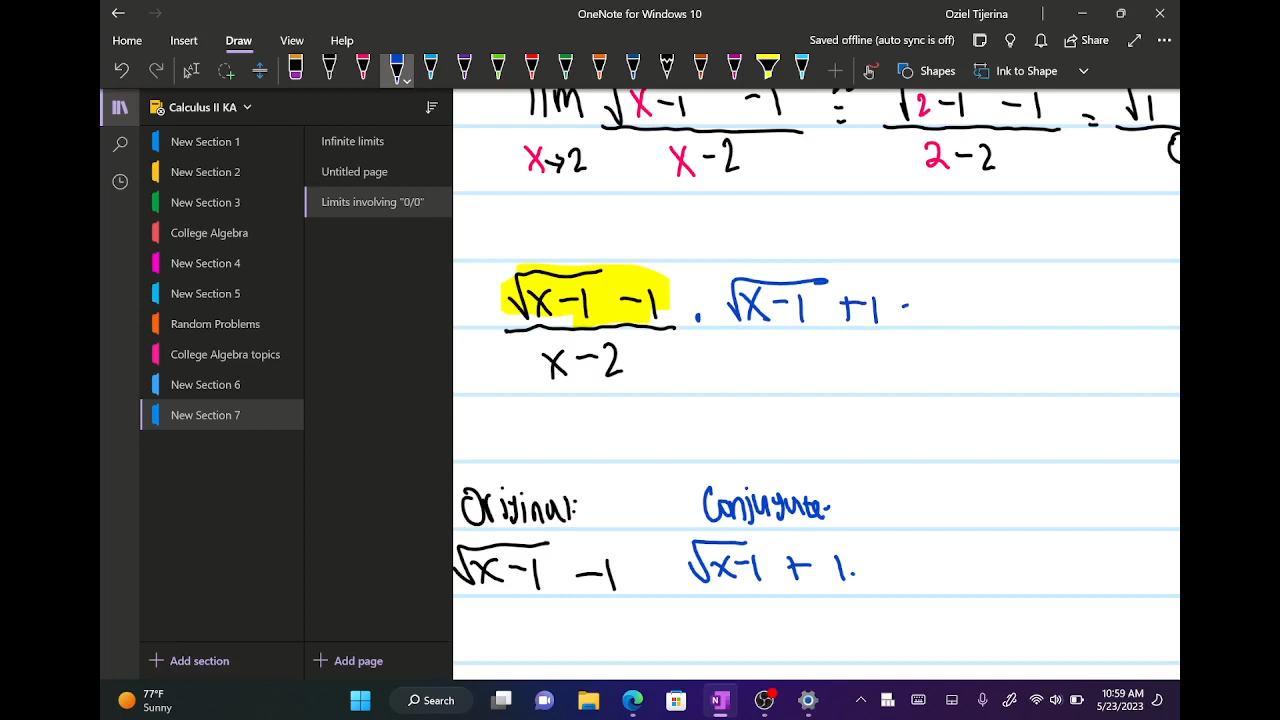 OneNote for Windows 10
Oziel Tijerina
Home Insert Draw View Help
Saved offline (auto sync is off)
Share
Shapes
Ink to Shape
Calculus II KA
New Section 1
New Section 2
New Section 3
College Algebra
New Section 4
New Section 5
Random Problems
College Algebra topics
New Section 6
New Section 7
Add section
Infinite limits
Untitled page
Limits involving "0/0"
Add page
lim √x-1 -1 = √2-1 -1 = √1
x→2 x-2 2-2 0
√x-1 -1 · √x-1 +1
x-2
Original: Conjugate:
√x-1 -1 √x-1 + 1.
77°F
Sunny
Search
10:59 AM
5/23/2023